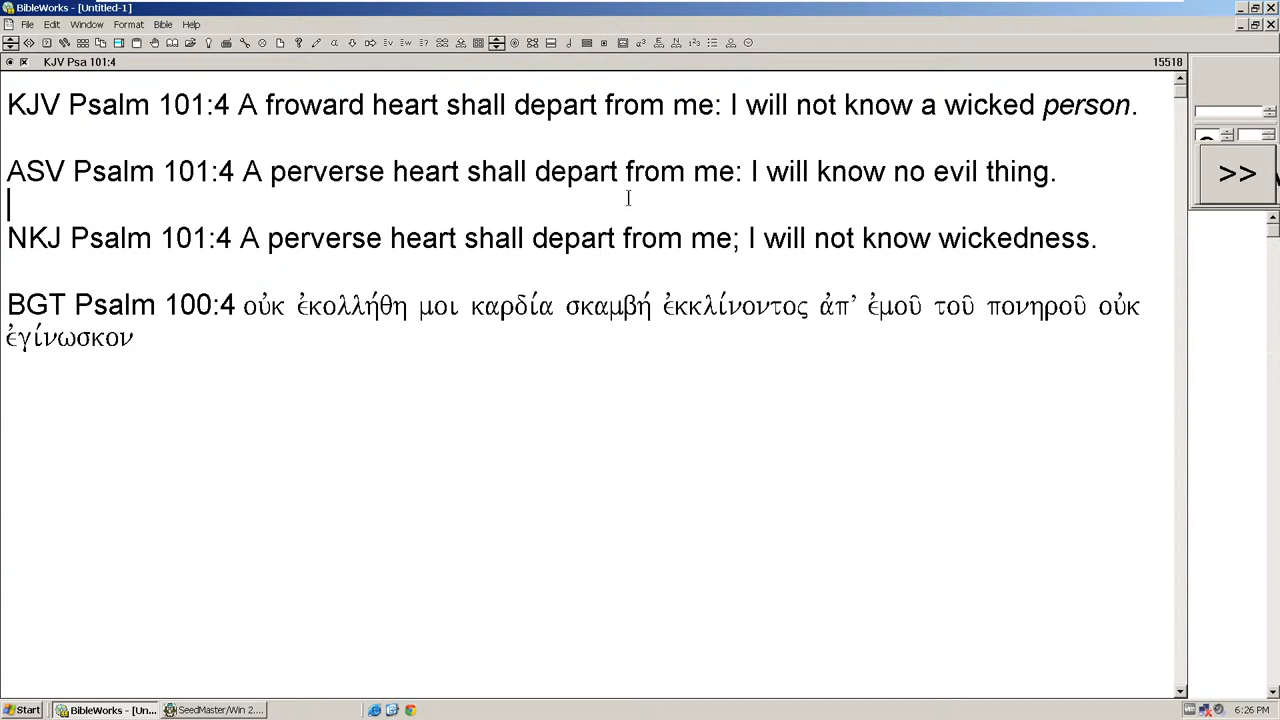 BibleWorks - [Untitled-1]
File Edit Window Format Bible Help
KJV Psa 101:4 15518
KJV Psalm 101:4 A froward heart shall depart from me: I will not know a wicked person.
ASV Psalm 101:4 A perverse heart shall depart from me: I will know no evil thing.
>>
NKJ Psalm 101:4 A perverse heart shall depart from me; I will not know wickedness.
BGT Psalm 100:4 οὐκ ἐκολλήθη μοι καρδία σκαμβή ἐκκλίνοντος ἀπ' ἐμοῦ τοῦ πονηροῦ οὐκ
ἐγίνωσκον
Start BibleWorks - [Un... SeedMaster/Win 2.... 6:26 PM